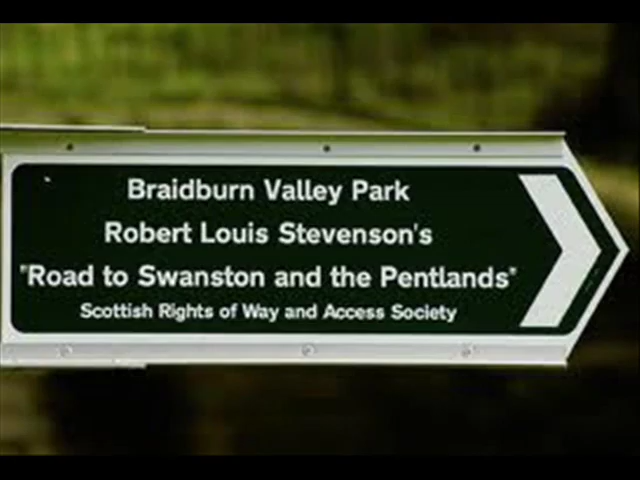 Braidburn Valley Park
Robert Louis Stevenson's
"Road to Swanston and the Pentlands"
Scottish Rights of Way and Access Society